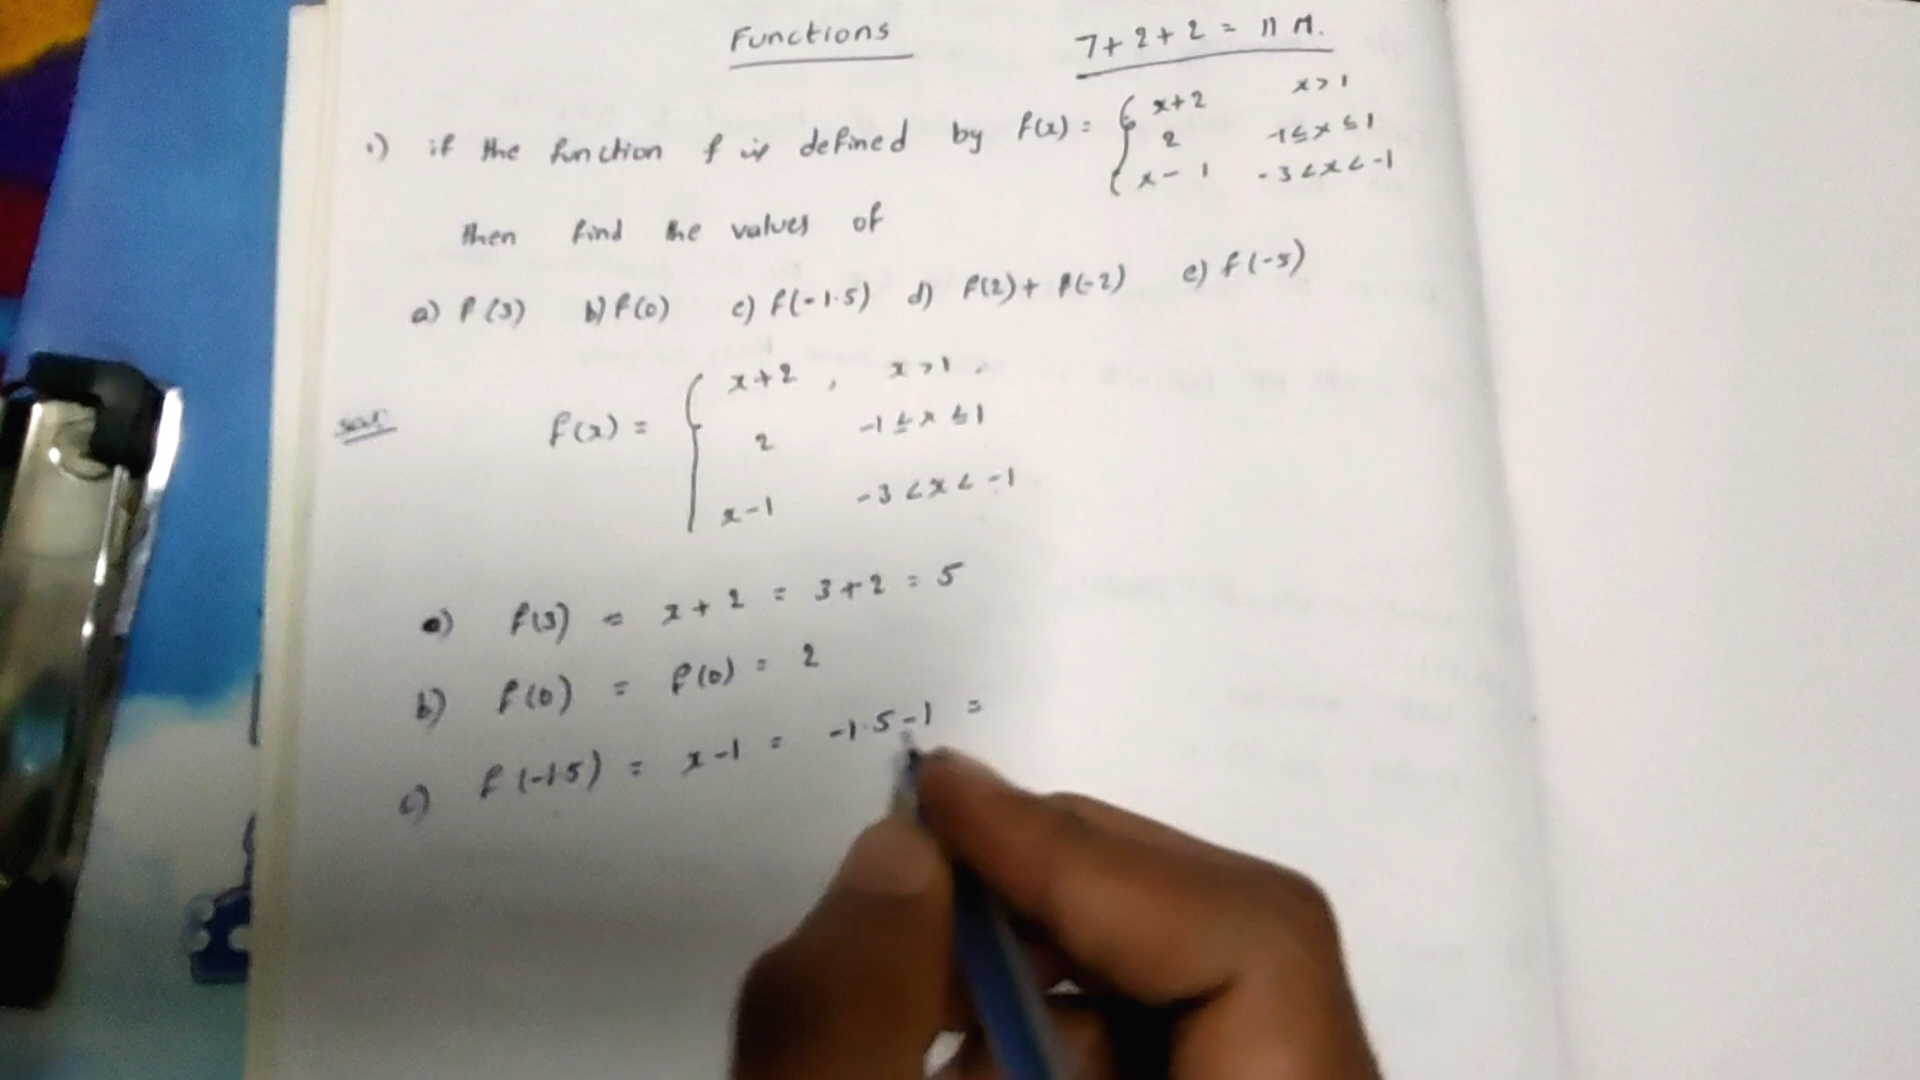 Functions
7+2+2 = 11 M.
1) if the function f is defined by f(x) = { x+2 x>1
2 -1≤x≤1
x-1 -3<x<-1
then find the values of
a) f(3) b) f(0) c) f(-1.5) d) f(2)+ f(-2) e) f(-5)
Sol: f(x) = { x+2 , x>1 .
2 -1≤x≤1
x-1 -3<x<-1
a) f(3) = x+2 = 3+2 = 5
b) f(0) = f(0) = 2
c) f(-1.5) = x-1 = -1.5-1 =